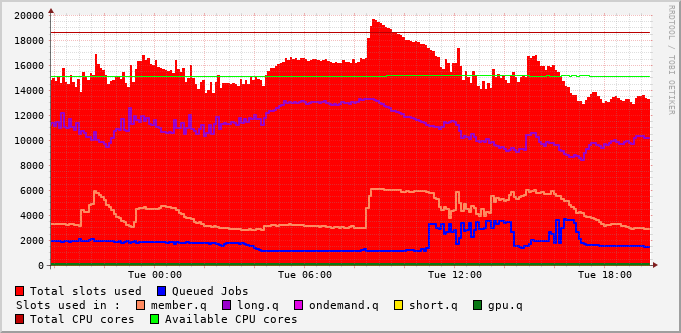 20000
18000
16000
14000
12000
10000
8000
6000
4000
2000
0
Tue 00:00 Tue 06:00 Tue 12:00 Tue 18:00
Total slots used Queued Jobs
Slots used in : member.q long.q ondemand.q short.q gpu.q
Total CPU cores Available CPU cores
RRDTOOL / TOBI OETIKER